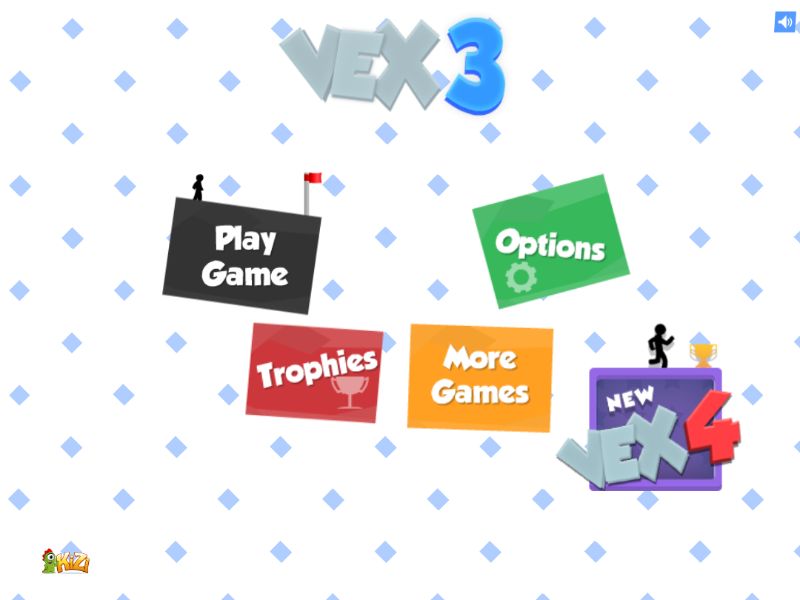 VEX 3
Play
Game
Options
Trophies
More
Games
NEW
VEX 4
KiZi